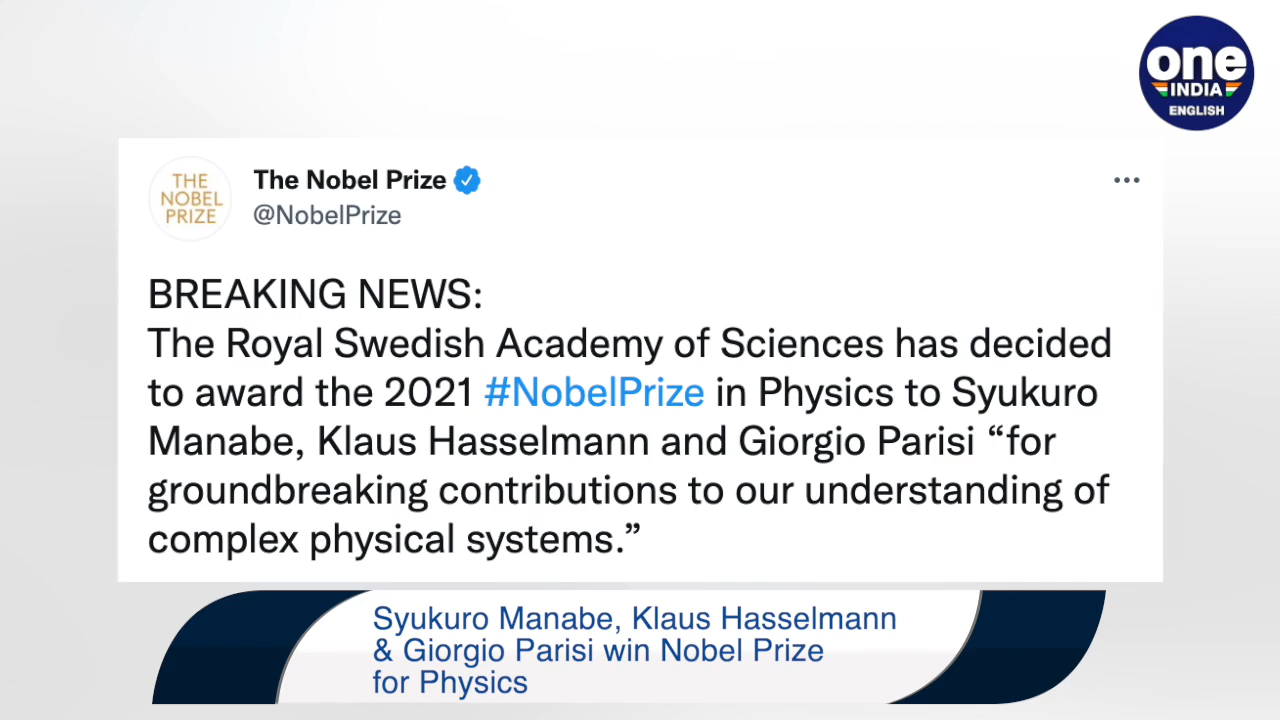 one
INDIA
ENGLISH
THE
NOBEL
PRIZE
The Nobel Prize
@NobelPrize
BREAKING NEWS:
The Royal Swedish Academy of Sciences has decided
to award the 2021 #NobelPrize in Physics to Syukuro
Manabe, Klaus Hasselmann and Giorgio Parisi “for
groundbreaking contributions to our understanding of
complex physical systems.”
Syukuro Manabe, Klaus Hasselmann
& Giorgio Parisi win Nobel Prize
for Physics